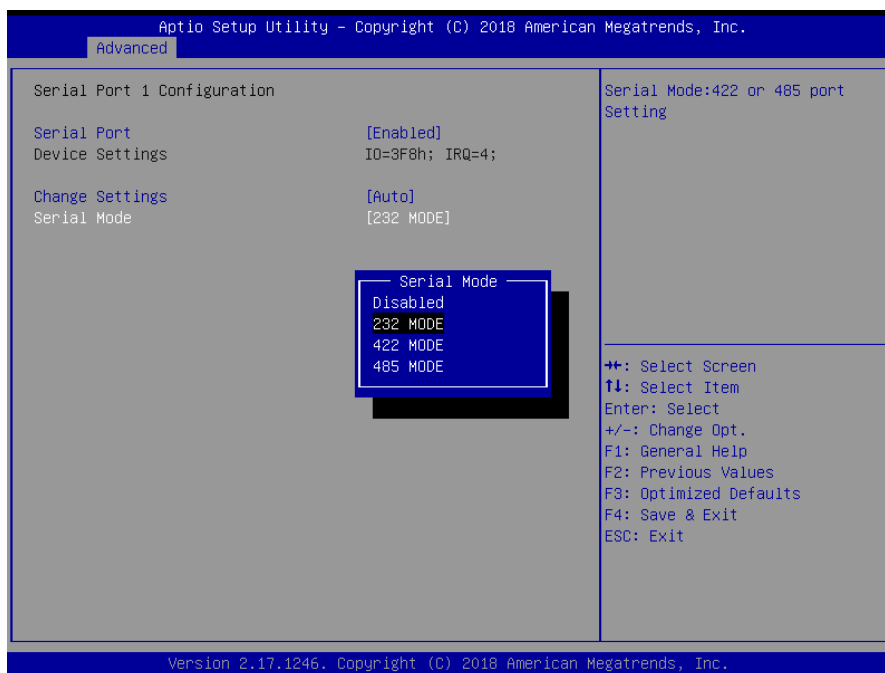 Aptio Setup Utility – Copyright (C) 2018 American Megatrends, Inc.
Advanced
Serial Port 1 Configuration
Serial Port [Enabled]
Device Settings IO=3F8h; IRQ=4;
Change Settings [Auto]
Serial Mode [232 MODE]
Serial Mode
Disabled
232 MODE
422 MODE
485 MODE
Serial Mode:422 or 485 port
Setting
→←: Select Screen
↑↓: Select Item
Enter: Select
+/-: Change Opt.
F1: General Help
F2: Previous Values
F3: Optimized Defaults
F4: Save & Exit
ESC: Exit
Version 2.17.1246. Copyright (C) 2018 American Megatrends, Inc.